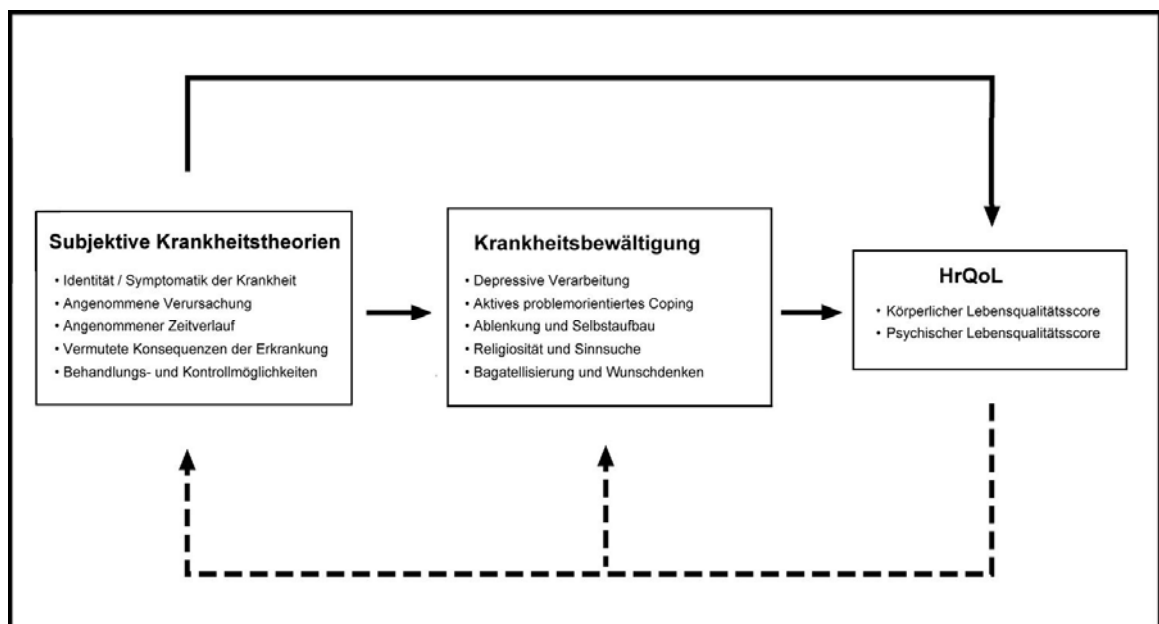 Subjektive Krankheitstheorien
• Identität / Symptomatik der Krankheit
• Angenommene Verursachung
• Angenommener Zeitverlauf
• Vermutete Konsequenzen der Erkrankung
• Behandlungs- und Kontrollmöglichkeiten
Krankheitsbewältigung
• Depressive Verarbeitung
• Aktives problemorientiertes Coping
• Ablenkung und Selbstaufbau
• Religiosität und Sinnsuche
• Bagatellisierung und Wunschdenken
HrQoL
• Körperlicher Lebensqualitätsscore
• Psychischer Lebensqualitätsscore